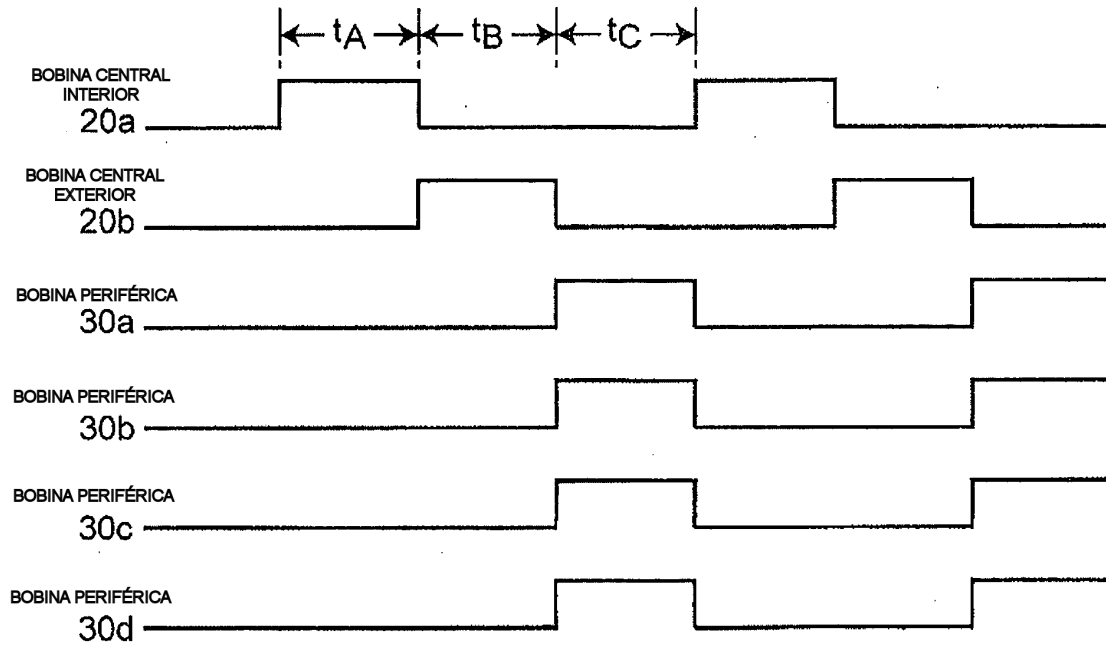 tA tB tC
BOBINA CENTRAL
INTERIOR
20a
BOBINA CENTRAL
EXTERIOR
20b
BOBINA PERIFÉRICA
30a
BOBINA PERIFÉRICA
30b
BOBINA PERIFÉRICA
30c
BOBINA PERIFÉRICA
30d